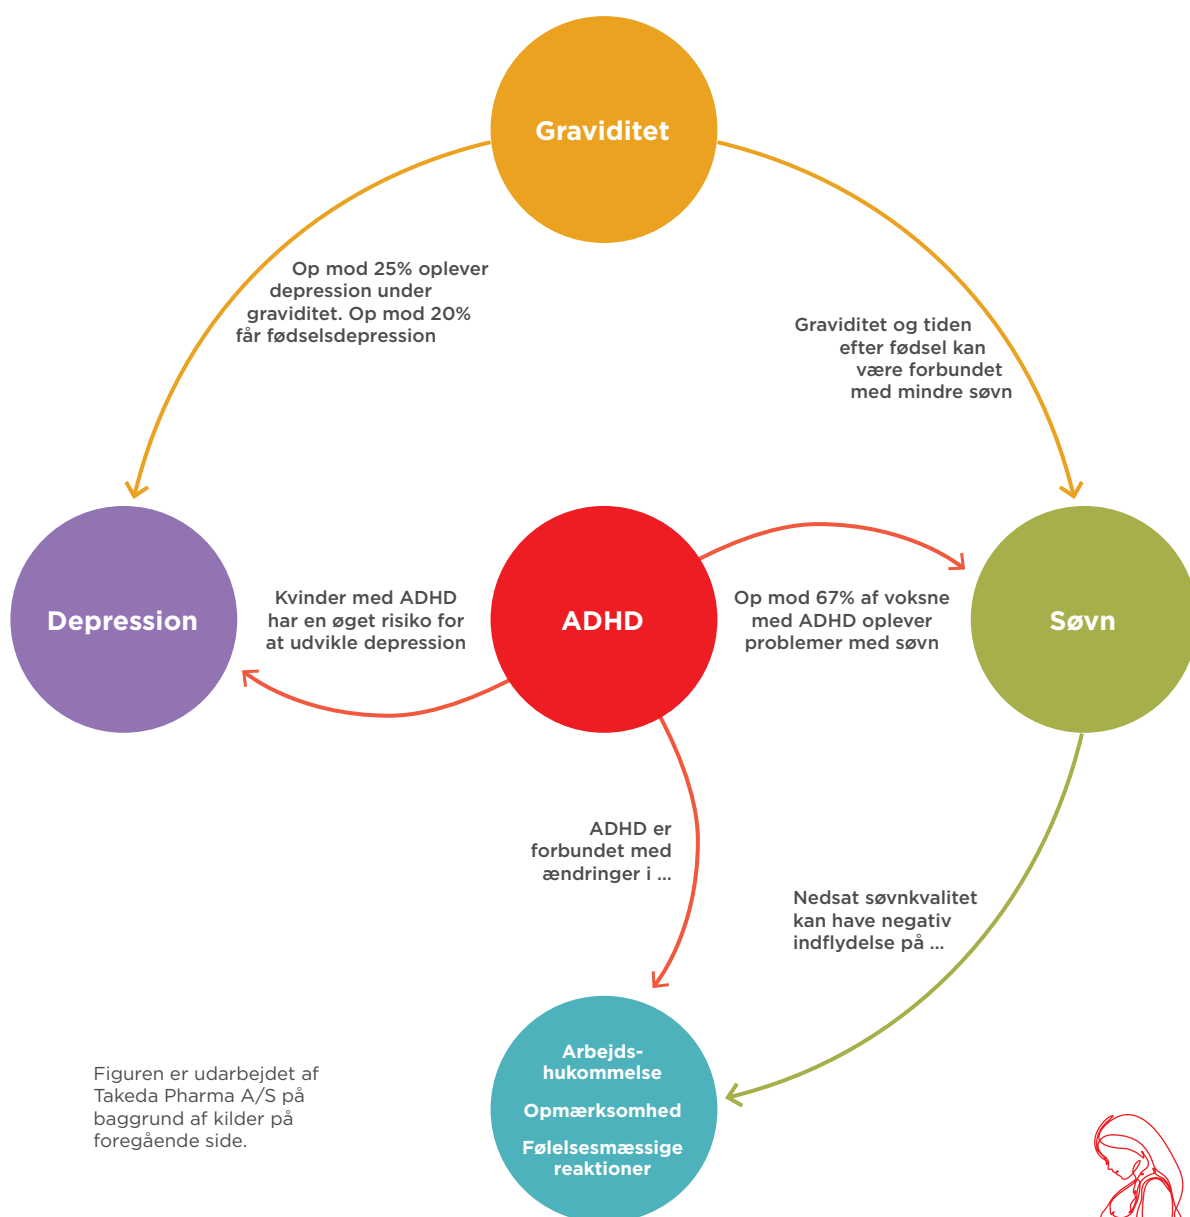 Graviditet
Op mod 25% oplever
depression under
graviditet. Op mod 20%
får fødselsdepression
Graviditet og tiden
efter fødsel kan
være forbundet
med mindre søvn
Depression
Kvinder med ADHD
har en øget risiko for
at udvikle depression
ADHD
Op mod 67% af voksne
med ADHD oplever
problemer med søvn
Søvn
ADHD er
forbundet med
ændringer i ...
Nedsat søvnkvalitet
kan have negativ
indflydelse på ...
Arbejds-
hukommelse
Opmærksomhed
Følelsesmæssige
reaktioner
Figuren er udarbejdet af
Takeda Pharma A/S på
baggrund af kilder på
foregående side.